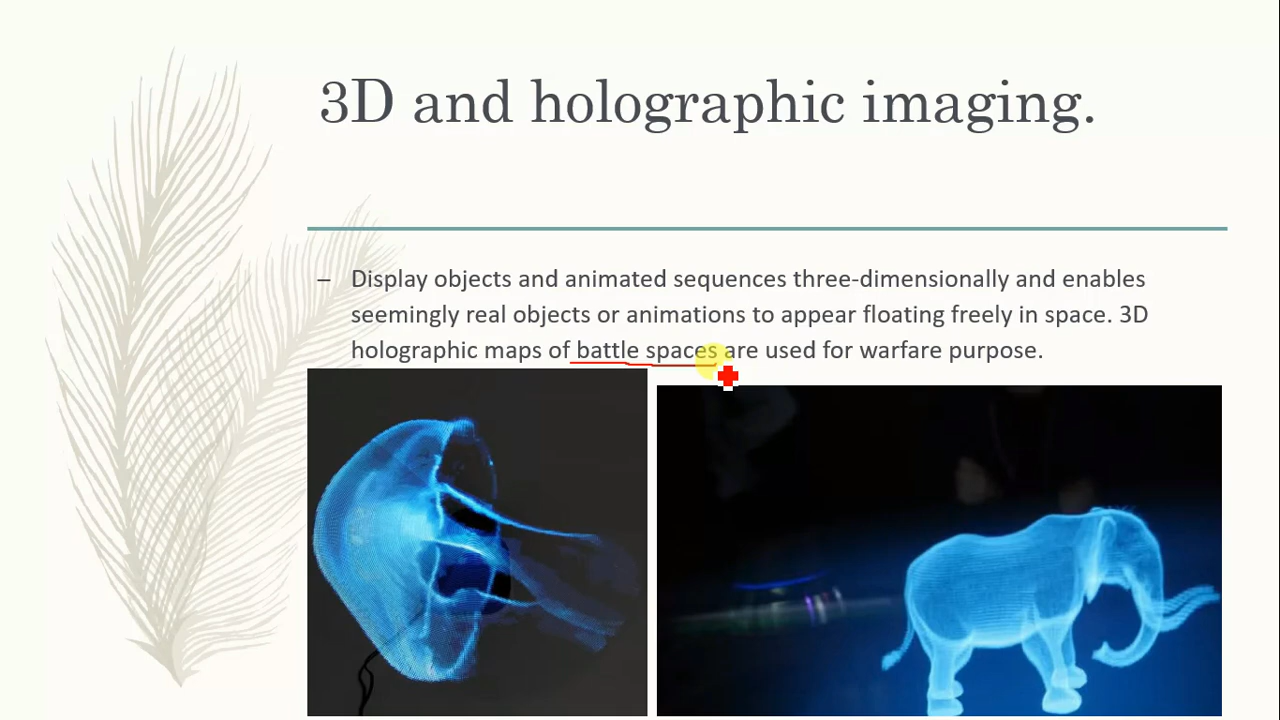 3D and holographic imaging.
– Display objects and animated sequences three-dimensionally and enables
seemingly real objects or animations to appear floating freely in space. 3D
holographic maps of battle spaces are used for warfare purpose.